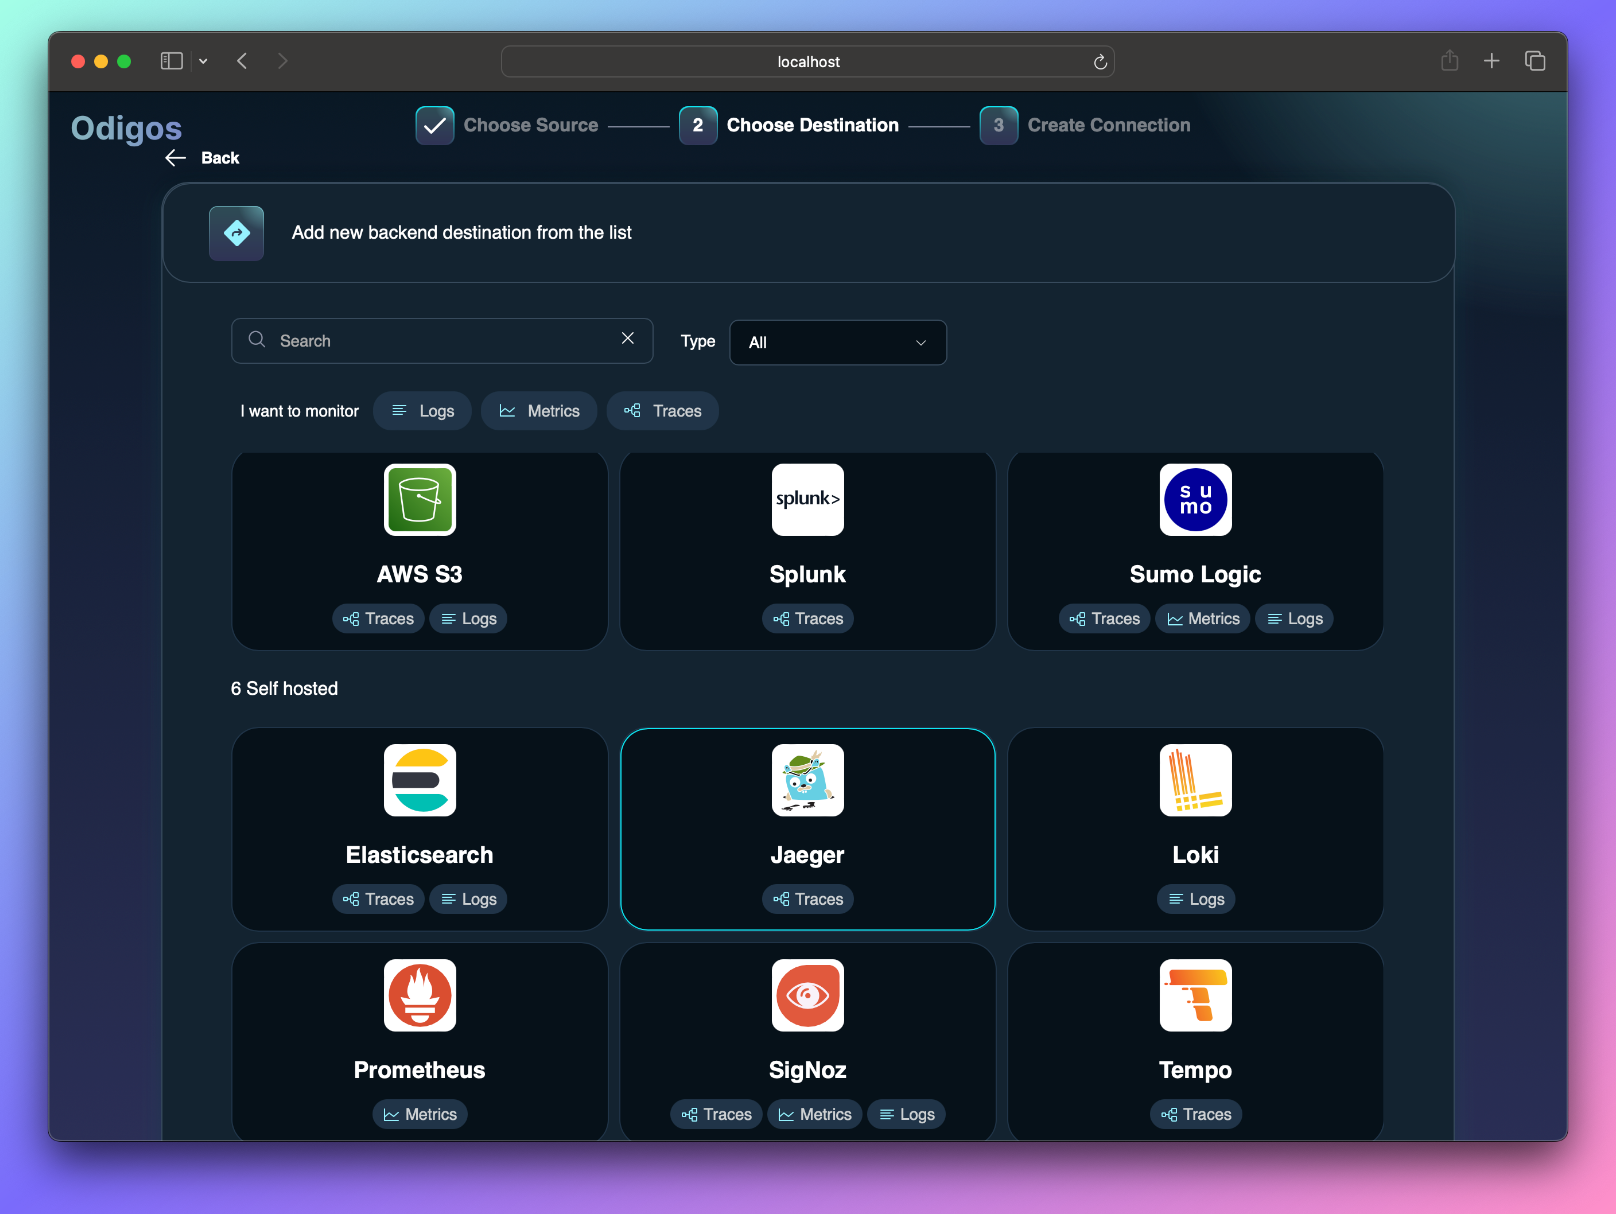 localhost
Odigos
Choose Source
2 Choose Destination
3 Create Connection
Back
Add new backend destination from the list
Search
Type
All
I want to monitor
Logs
Metrics
Traces
splunk>
su
mo
AWS S3
Splunk
Sumo Logic
Traces Logs
Traces
Traces Metrics Logs
6 Self hosted
Elasticsearch
Jaeger
Loki
Traces Logs
Traces
Logs
Prometheus
SigNoz
Tempo
Metrics
Traces Metrics Logs
Traces